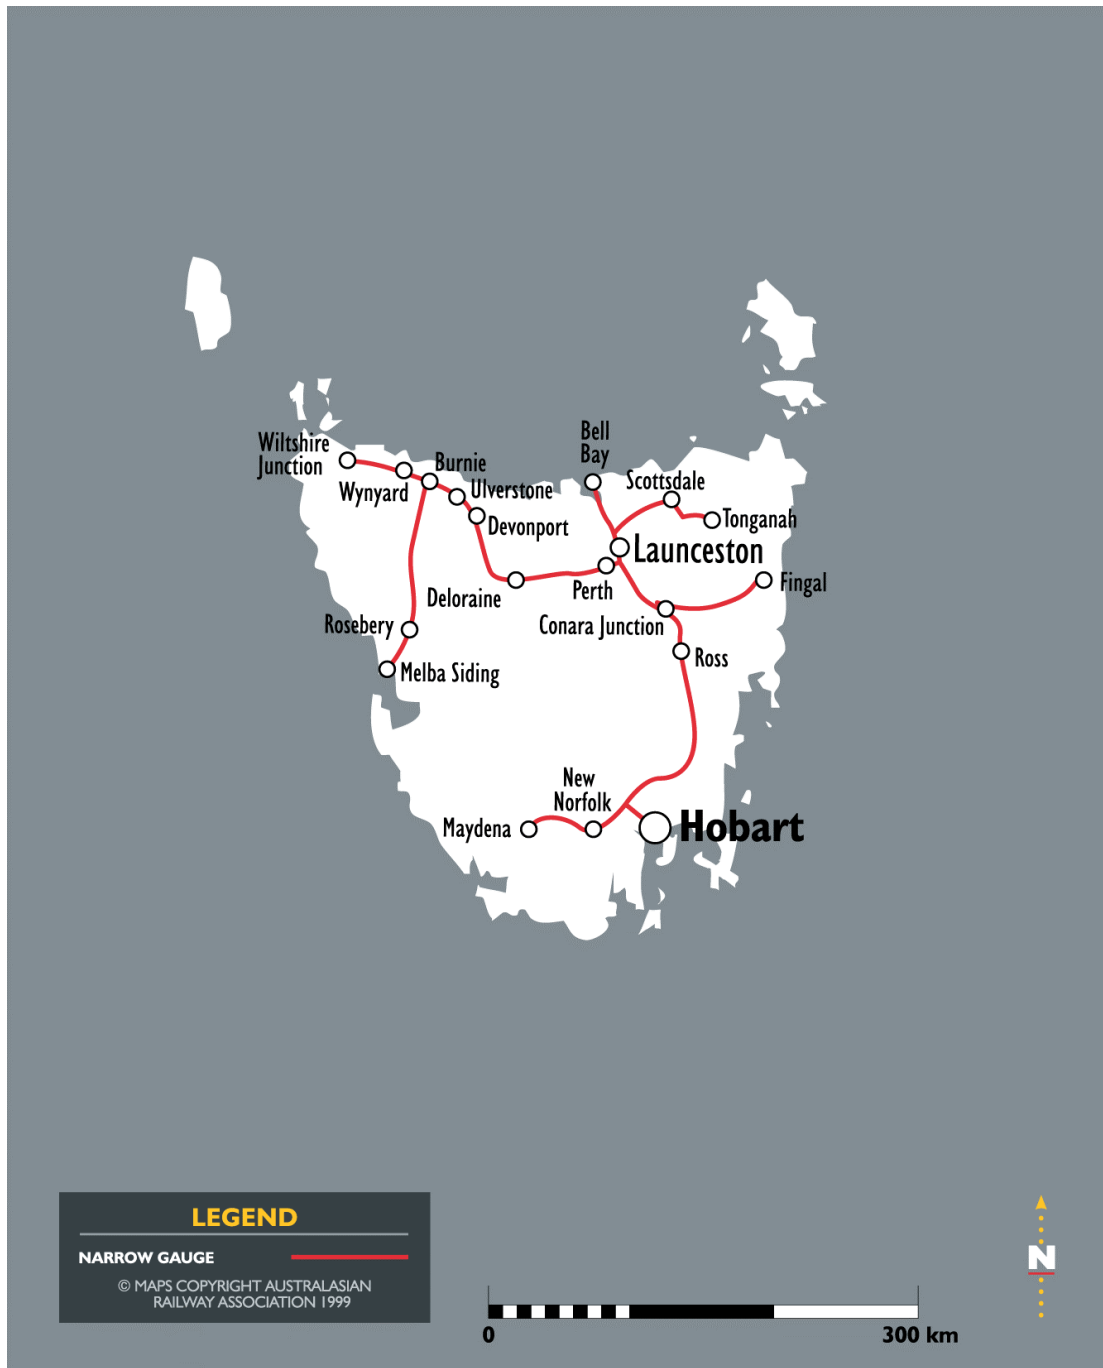 Bell
Bay
Wiltshire
Junction
Burnie
Scottsdale
Wynyard
Ulverstone
Devonport
Tonganah
Launceston
Fingal
Perth
Deloraine
Conara Junction
Rosebery
Ross
Melba Siding
New
Norfolk
Maydena
Hobart
LEGEND
NARROW GAUGE
© MAPS COPYRIGHT AUSTRALASIAN
RAILWAY ASSOCIATION 1999
N
0
300 km